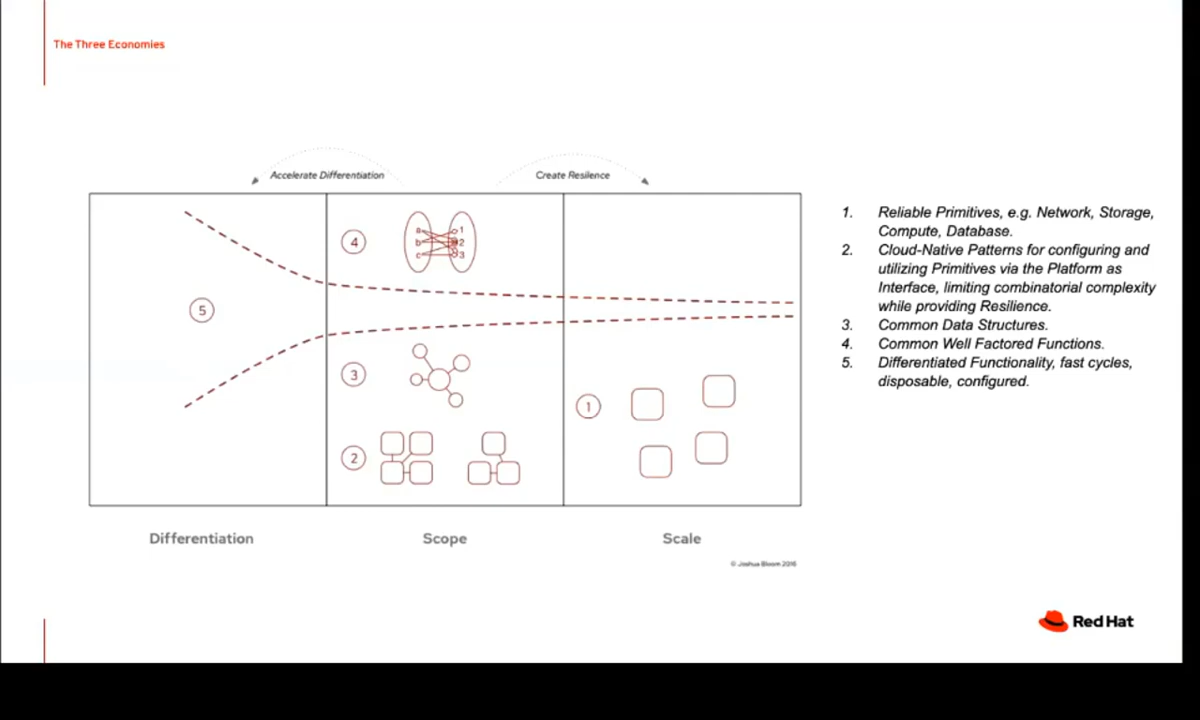 The Three Economies
Accelerate Differentiation
Create Resilence
4
a
b
c
1
2
3
5
3
1
2
Differentiation
Scope
Scale
© Joshua Bloom 2016
1. Reliable Primitives, e.g. Network, Storage,
Compute, Database.
2. Cloud-Native Patterns for configuring and
utilizing Primitives via the Platform as
Interface, limiting combinatorial complexity
while providing Resilience.
3. Common Data Structures.
4. Common Well Factored Functions.
5. Differentiated Functionality, fast cycles,
disposable, configured.
Red Hat